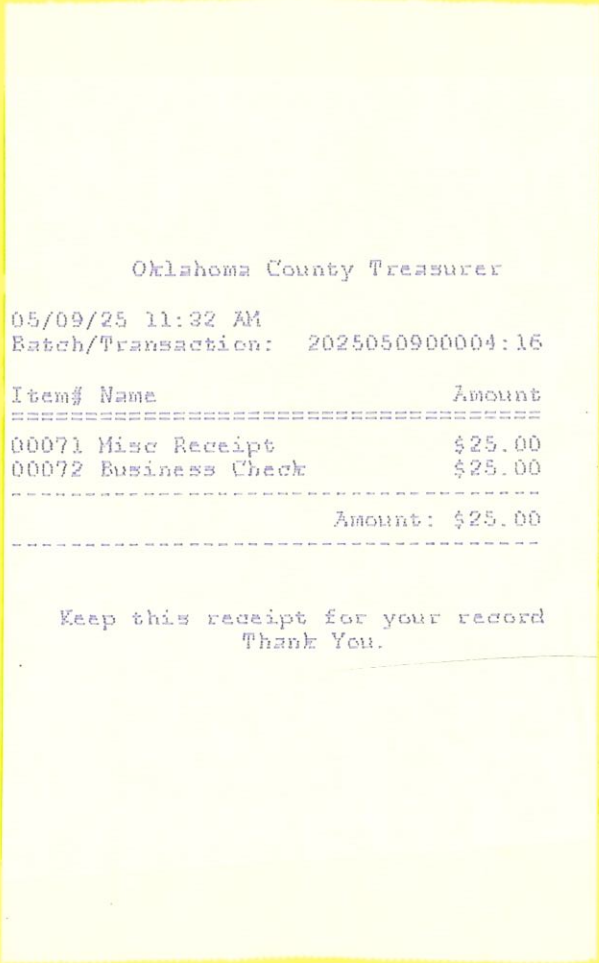 Oklahoma County Treasurer
05/09/25 11:32 AM
Batch/Transaction: 2025050900004:16
Item# Name Amount
====================================
00071 Misc Receipt $25.00
00072 Business Check $25.00
------------------------------------
Amount: $25.00
------------------------------------
Keep this receipt for your record
Thank You.